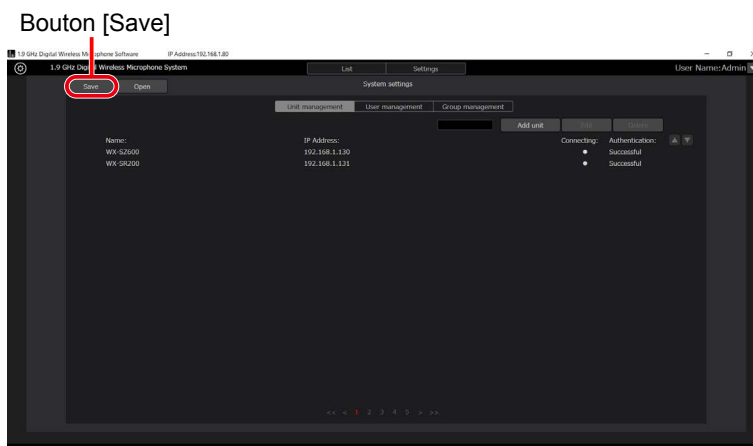 Bouton [Save]
1.9 GHz Digital Wireless Microphone Software IP Address:192.168.1.80
1.9 GHz Digital Wireless Microphone System List Settings User Name:Admin
Save Open System settings
Unit management User management Group management
Add unit Edit Delete
Name: IP Address: Connecting: Authentication:
WX-SZ600 192.168.1.130 Successful
WX-SR200 192.168.1.131 Successful
<< < 1 2 3 4 5 > >>